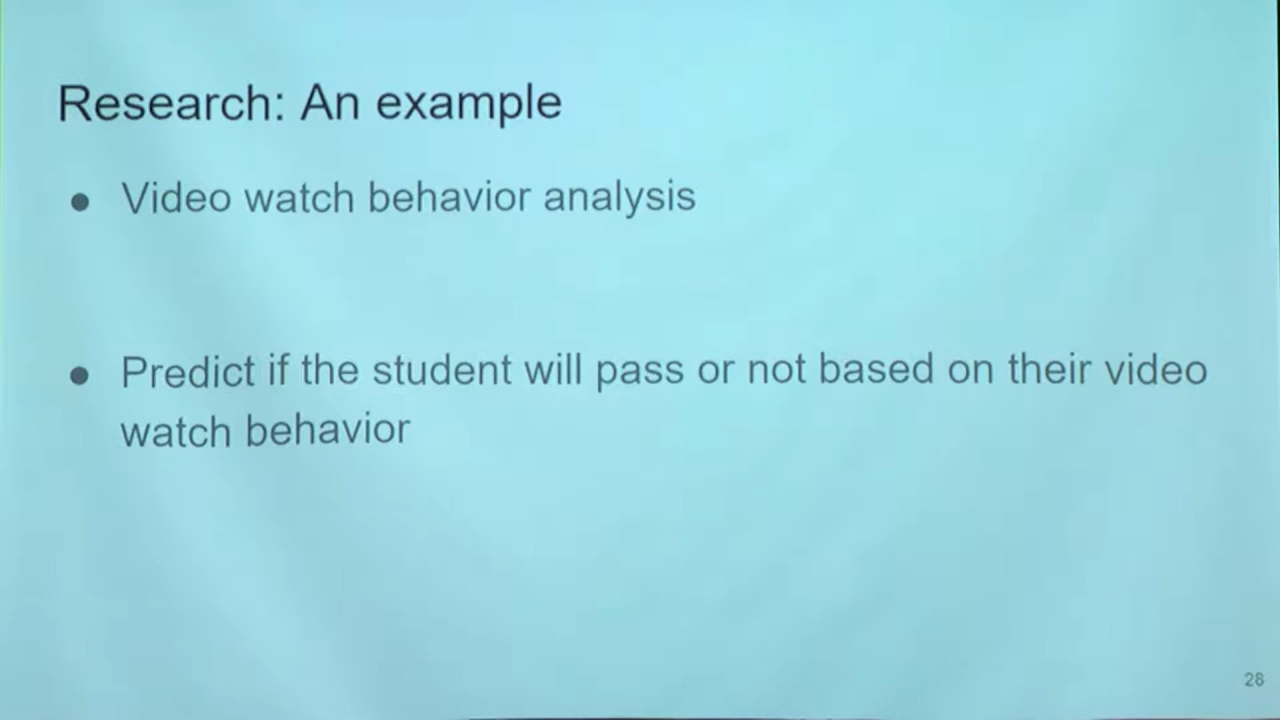 Research: An example
● Video watch behavior analysis
● Predict if the student will pass or not based on their video
watch behavior
28